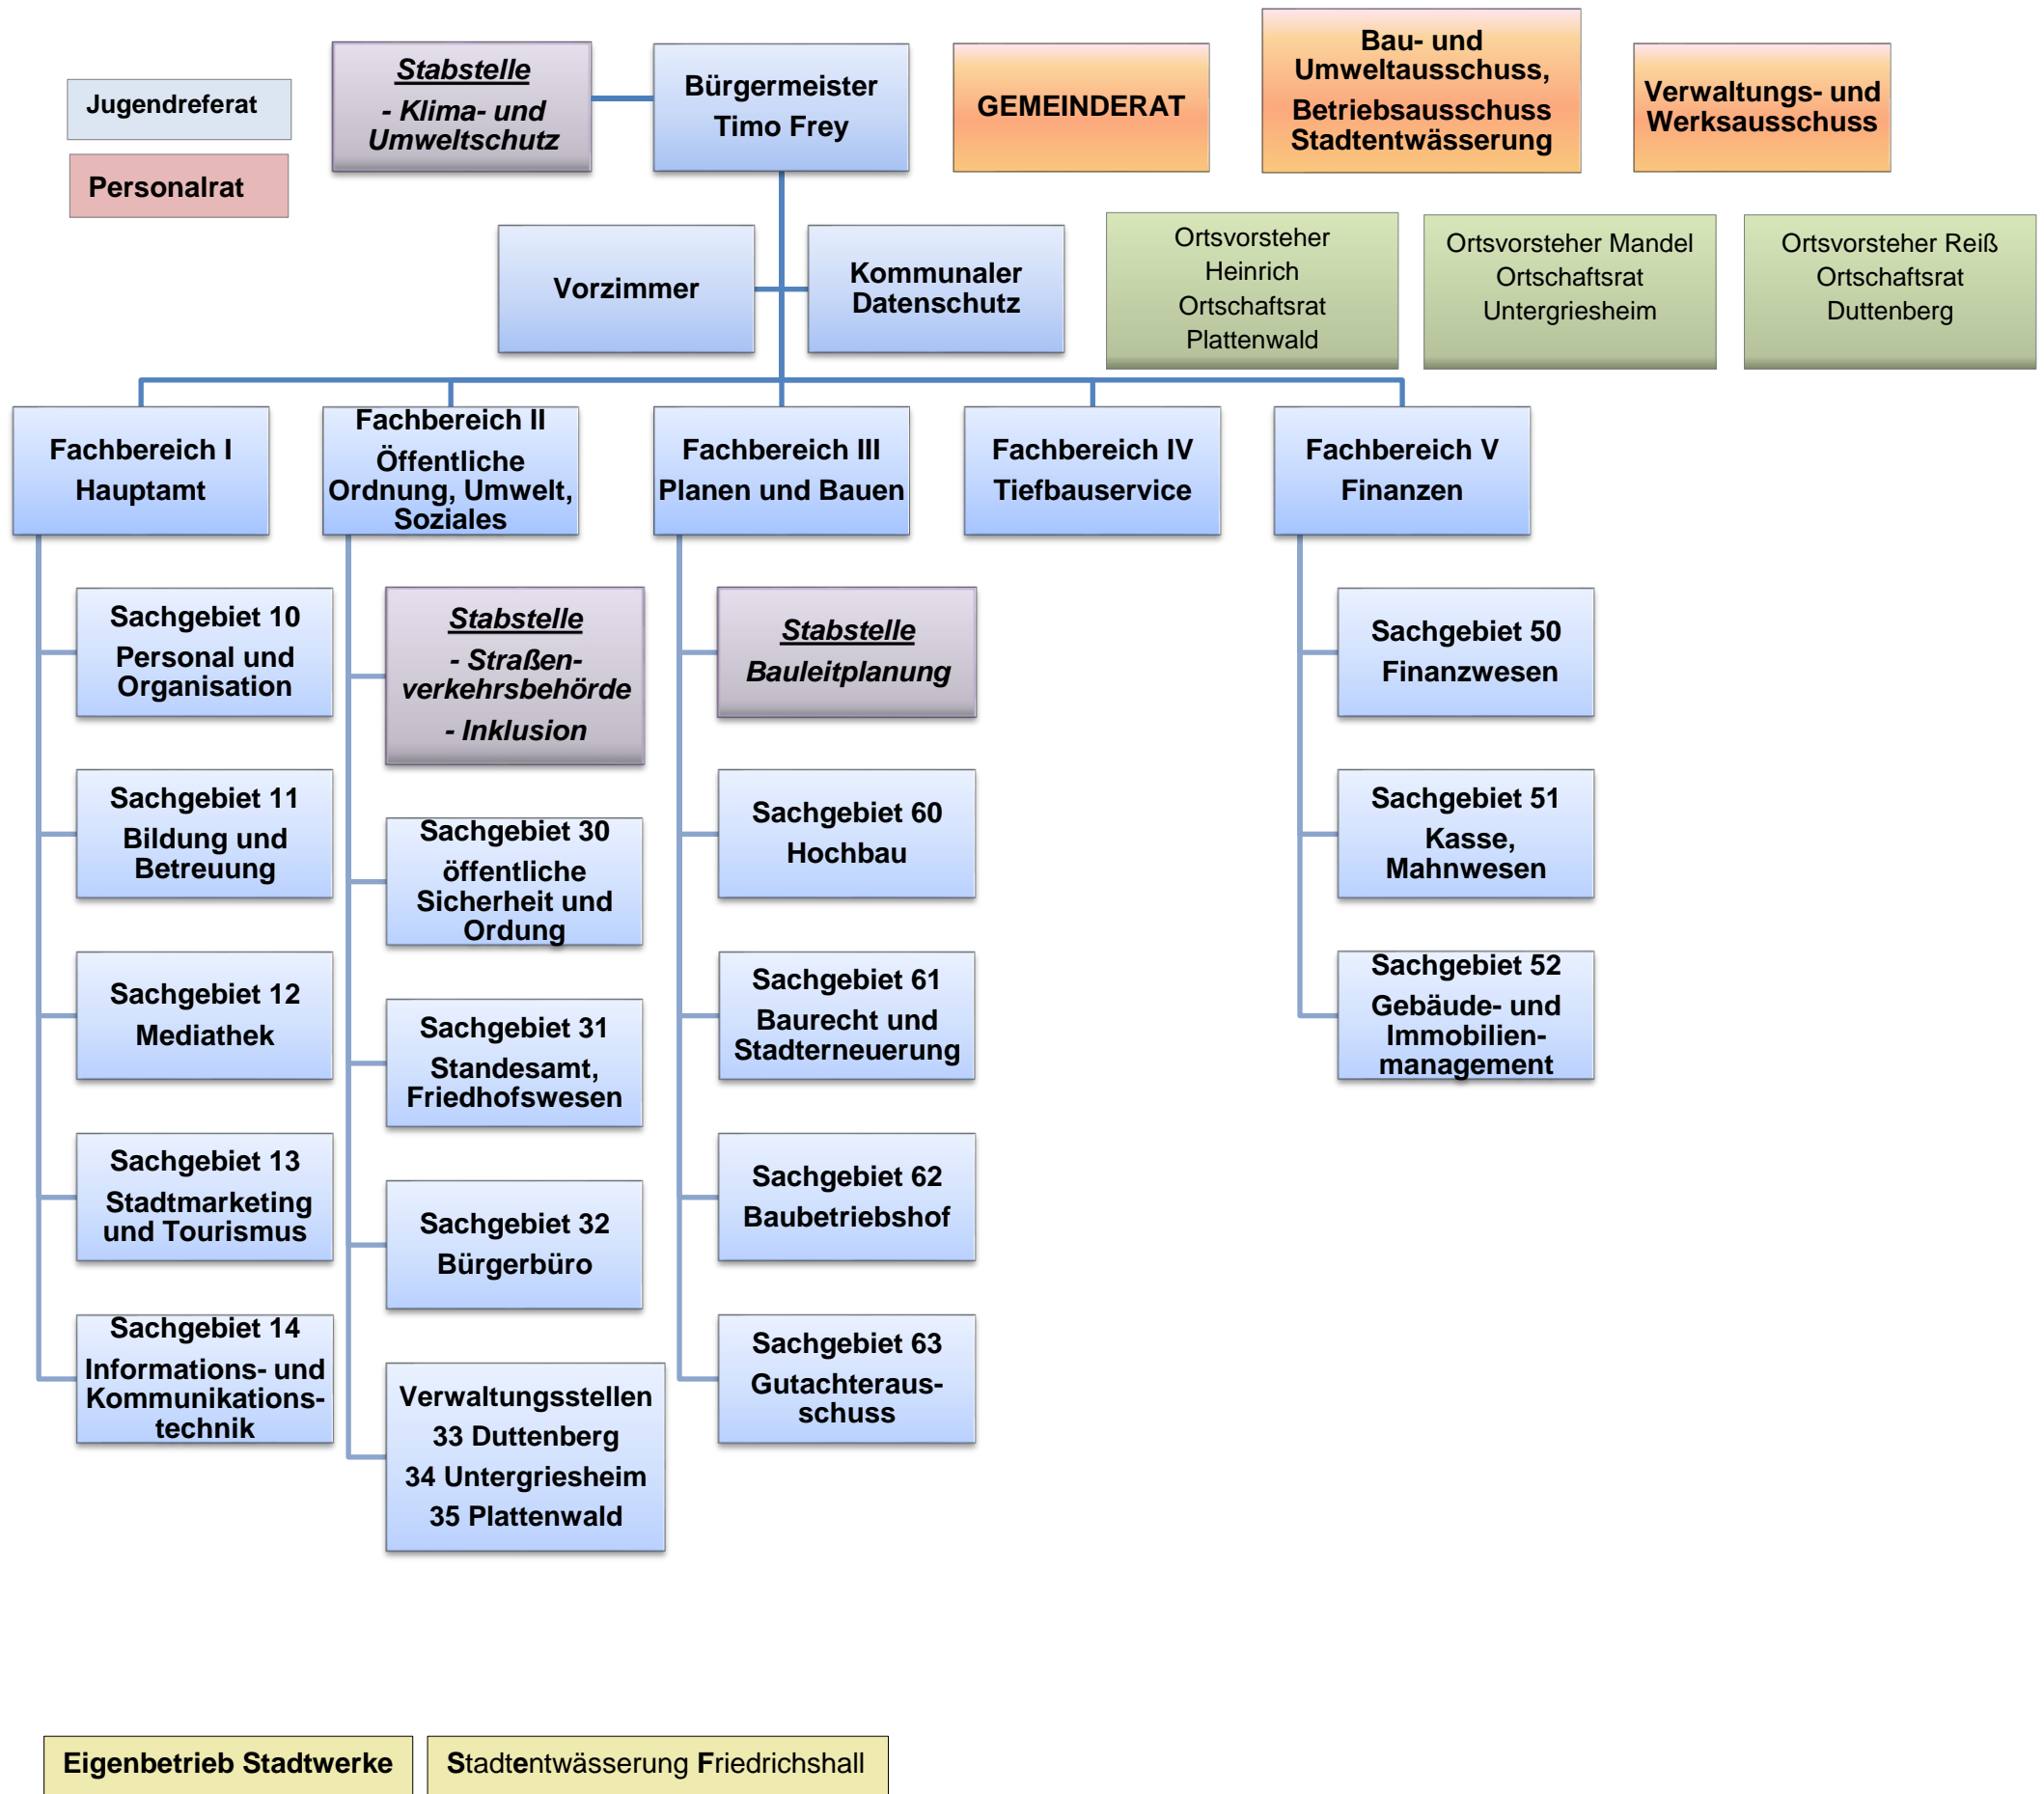 Jugendreferat
Personalrat
Stabstelle
- Klima- und
Umweltschutz
Bürgermeister
Timo Frey
GEMEINDERAT
Bau- und
Umweltausschuss,
Betriebsausschuss
Stadtentwässerung
Verwaltungs- und
Werksausschuss
Vorzimmer
Kommunaler
Datenschutz
Ortsvorsteher
Heinrich
Ortschaftsrat
Plattenwald
Ortsvorsteher Mandel
Ortschaftsrat
Untergriesheim
Ortsvorsteher Reiß
Ortschaftsrat
Duttenberg
Fachbereich I
Hauptamt
Fachbereich II
Öffentliche
Ordnung, Umwelt,
Soziales
Fachbereich III
Planen und Bauen
Fachbereich IV
Tiefbauservice
Fachbereich V
Finanzen
Sachgebiet 10
Personal und
Organisation
Sachgebiet 11
Bildung und
Betreuung
Sachgebiet 12
Mediathek
Sachgebiet 13
Stadtmarketing
und Tourismus
Sachgebiet 14
Informations- und
Kommunikations-
technik
Stabstelle
- Straßen-
verkehrsbehörde
- Inklusion
Sachgebiet 30
öffentliche
Sicherheit und
Ordung
Sachgebiet 31
Standesamt,
Friedhofswesen
Sachgebiet 32
Bürgerbüro
Verwaltungsstellen
33 Duttenberg
34 Untergriesheim
35 Plattenwald
Stabstelle
Bauleitplanung
Sachgebiet 60
Hochbau
Sachgebiet 61
Baurecht und
Stadterneuerung
Sachgebiet 62
Baubetriebshof
Sachgebiet 63
Gutachteraus-
schuss
Sachgebiet 50
Finanzwesen
Sachgebiet 51
Kasse,
Mahnwesen
Sachgebiet 52
Gebäude- und
Immobilien-
management
Eigenbetrieb Stadtwerke
Stadtentwässerung Friedrichshall